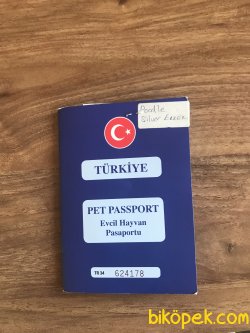 Poodle
Silver Erkek
TÜRKİYE
PET PASSPORT
Evcil Hayvan
Pasaportu
TR 34 624178
biköpek.com